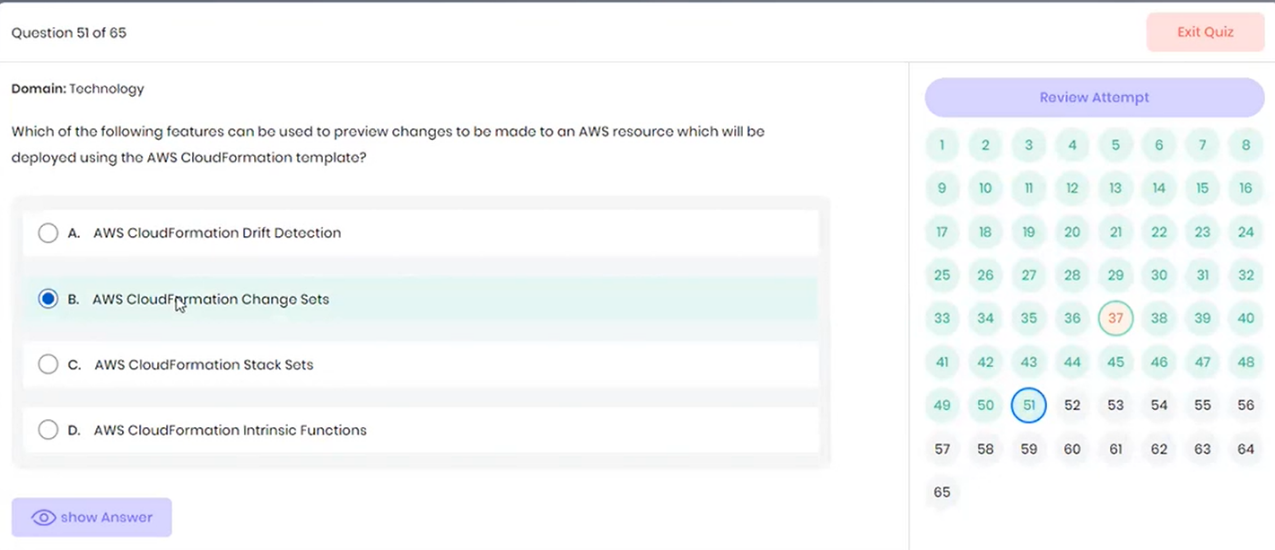 Question 51 of 65
Exit Quiz
Domain: Technology
Which of the following features can be used to preview changes to be made to an AWS resource which will be
deployed using the AWS CloudFormation template?
A. AWS CloudFormation Drift Detection
B. AWS CloudFormation Change Sets
C. AWS CloudFormation Stack Sets
D. AWS CloudFormation Intrinsic Functions
show Answer
Review Attempt
1 2 3 4 5 6 7 8
9 10 11 12 13 14 15 16
17 18 19 20 21 22 23 24
25 26 27 28 29 30 31 32
33 34 35 36 37 38 39 40
41 42 43 44 45 46 47 48
49 50 51 52 53 54 55 56
57 58 59 60 61 62 63 64
65